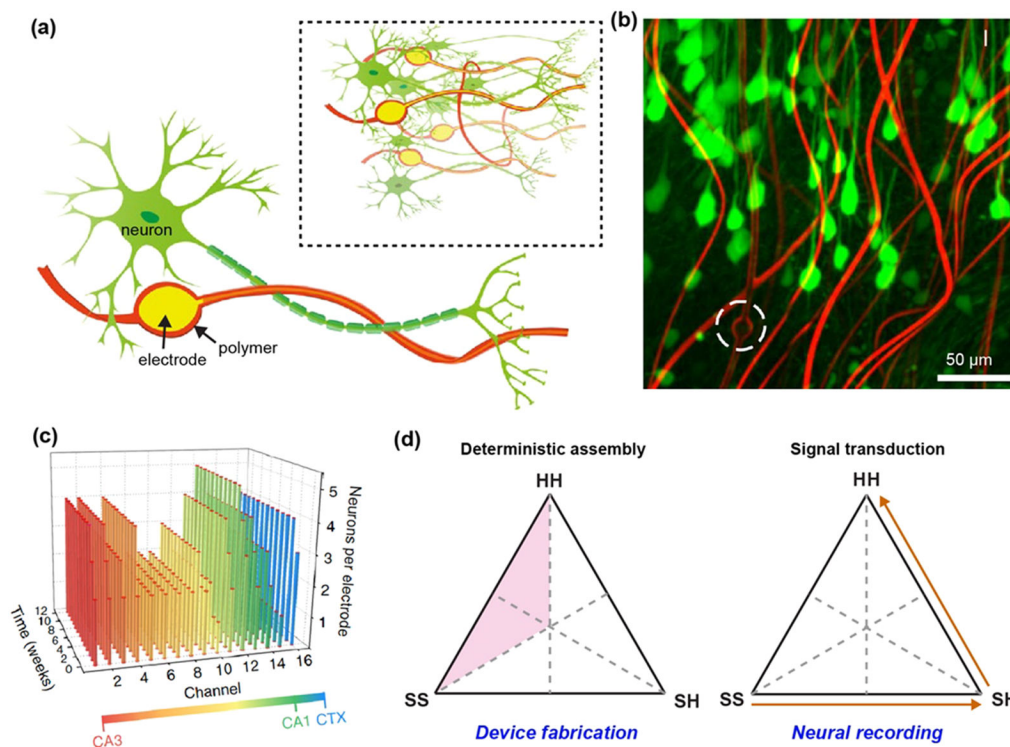 (a)
neuron
electrode
polymer
(b)
50 µm
(c)
5
4
3
2
1
Neurons per electrode
12
10
8
6
4
2
0
Time (weeks)
2 4 6 8 10 12 14 16
Channel
CA3
CA1
CTX
(d)
Deterministic assembly
HH
SS
SH
Device fabrication
Signal transduction
HH
SS
SH
Neural recording